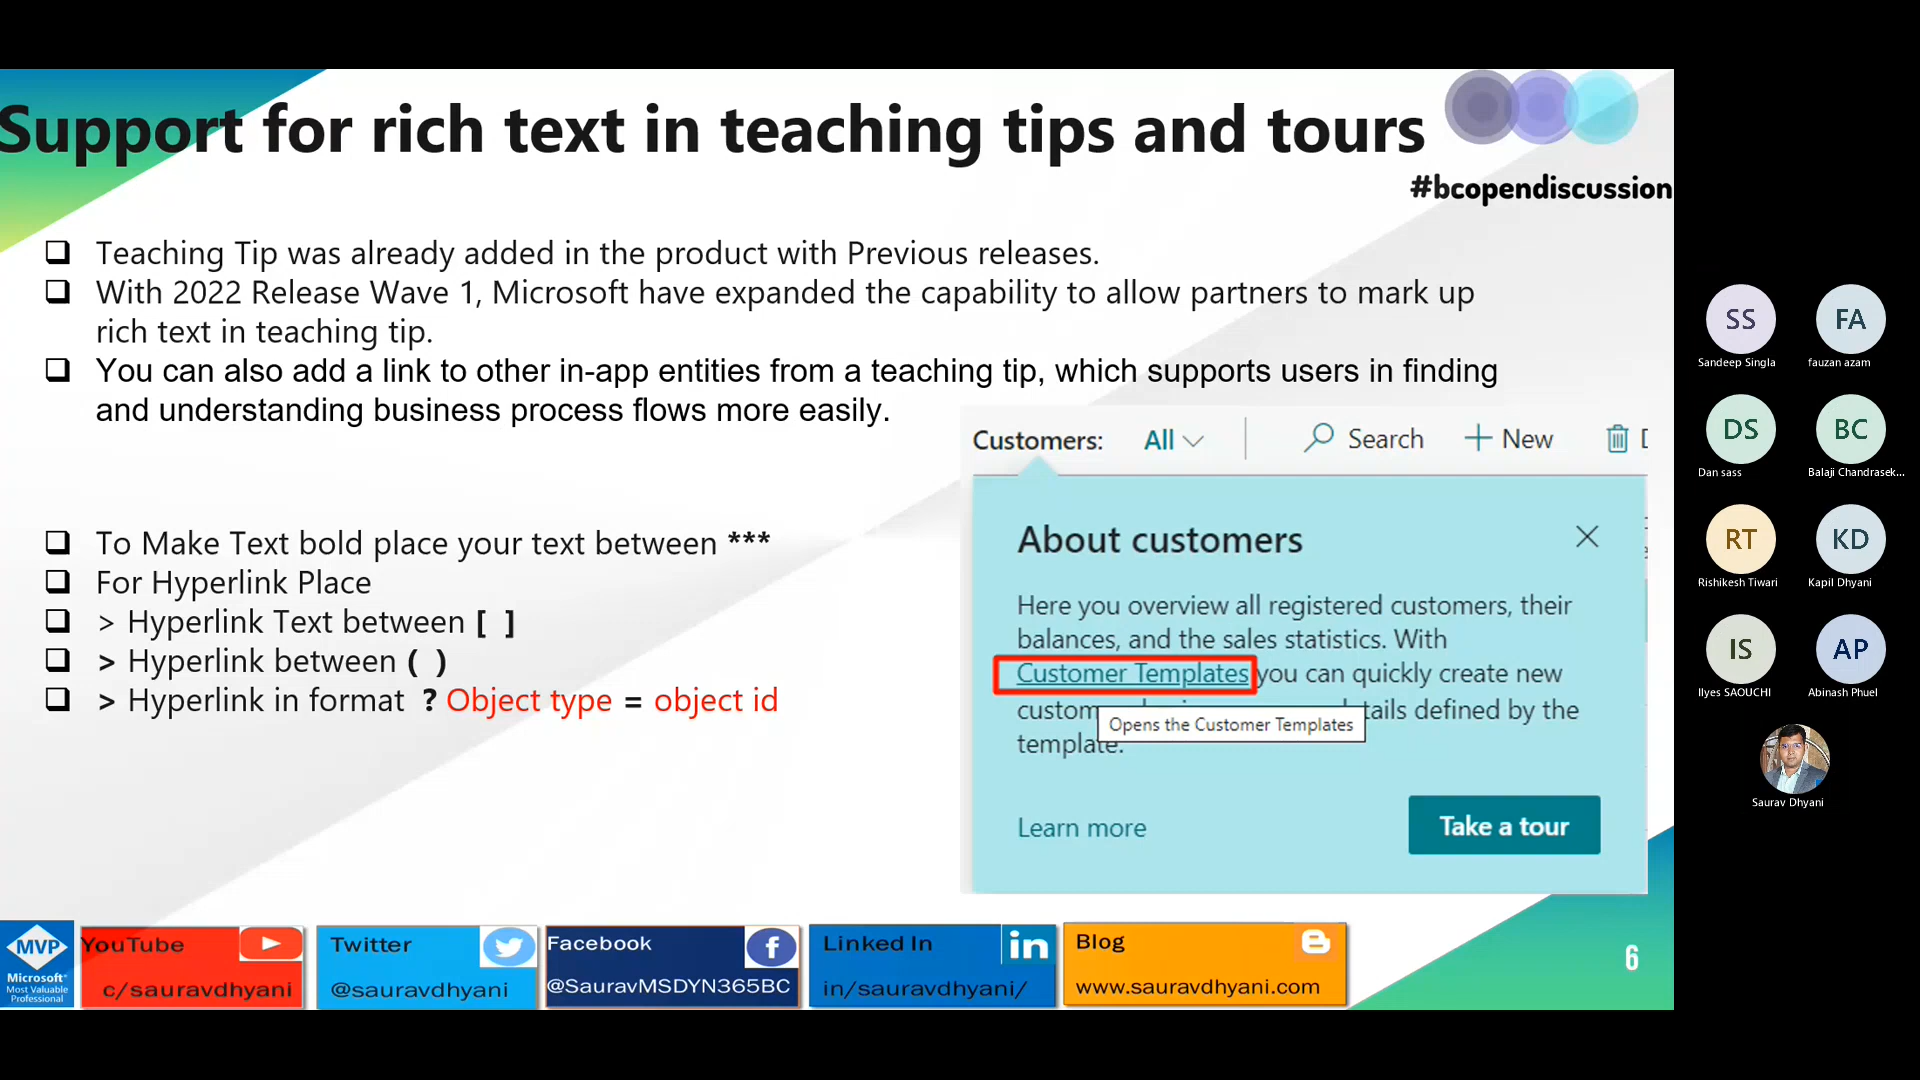 Support for rich text in teaching tips and tours
#bcopendiscussion
❑ Teaching Tip was already added in the product with Previous releases.
❑ With 2022 Release Wave 1, Microsoft have expanded the capability to allow partners to mark up
rich text in teaching tip.
❑ You can also add a link to other in-app entities from a teaching tip, which supports users in finding
and understanding business process flows more easily.
❑ To Make Text bold place your text between ***
❑ For Hyperlink Place
❑ > Hyperlink Text between [ ]
❑ > Hyperlink between ( )
❑ > Hyperlink in format ? Object type = object id
Customers: All Search + New D
About customers
Here you overview all registered customers, their
balances, and the sales statistics. With
Customer Templates you can quickly create new
custom tails defined by the
Opens the Customer Templates
template.
Learn more
Take a tour
MVP
Microsoft®
Most Valuable
Professional
YouTube
c/sauravdhyani
Twitter
@sauravdhyani
Facebook
@SauravMSDYN365BC
Linked In
in
in/sauravdhyani/
Blog
www.sauravdhyani.com
6
SS
Sandeep Singla
FA
fauzan azam
DS
Dan sass
BC
Balaji Chandrasek...
RT
Rishikesh Tiwari
KD
Kapil Dhyani
IS
Ilyes SAOUCHI
AP
Abinash Phuel
Saurav Dhyani